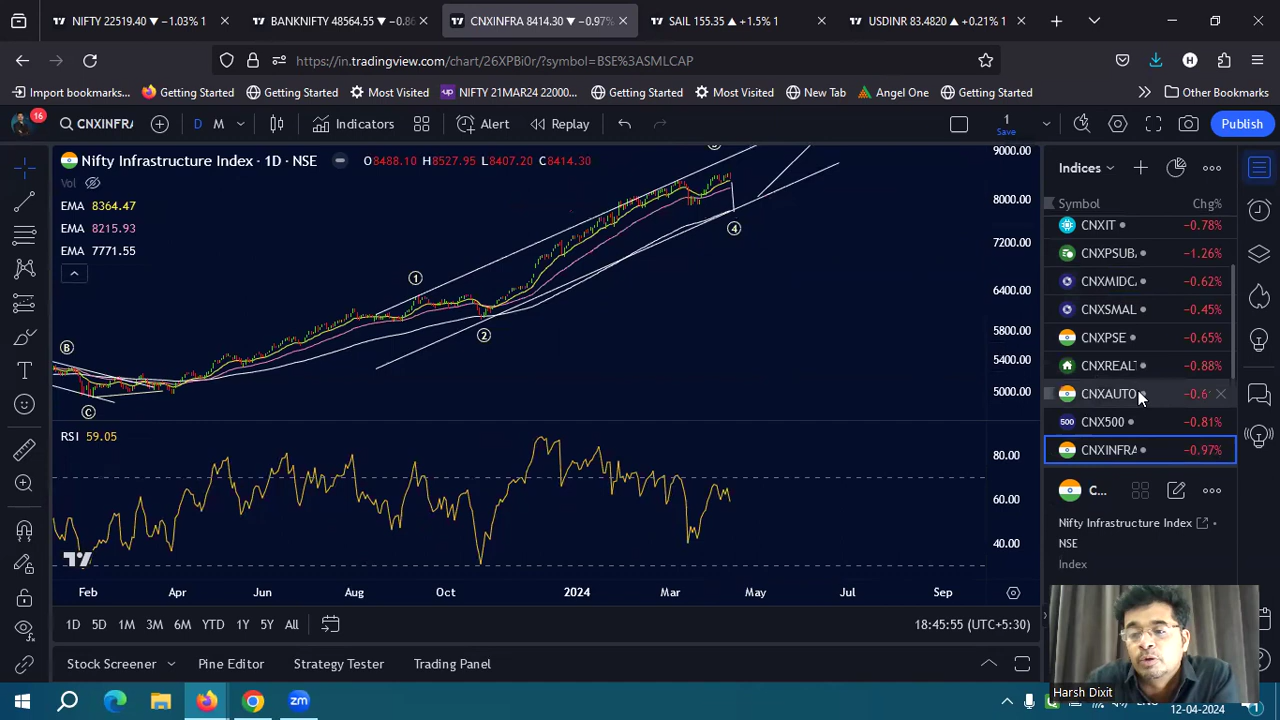 NIFTY 22519.40 ▼ −1.03% 1
BANKNIFTY 48564.55 ▼ −0.8
CNXINFRA 8414.30 ▼ −0.97%
SAIL 155.35 ▲ +1.5% 1
USDINR 83.4820 ▲ +0.21% 1
https://in.tradingview.com/chart/26XPBi0r/?symbol=BSE%3ASMLCAP
H
Import bookmarks...
Getting Started
Getting Started
Most Visited
NIFTY 21MAR24 22000...
Getting Started
Most Visited
New Tab
Angel One
Getting Started
Other Bookmarks
16
CNXINFRA
D
M
Indicators
Alert
Replay
1
Save
Publish
Nifty Infrastructure Index · 1D · NSE
O8488.10 H8527.95 L8407.20 C8414.30
Vol
EMA 8364.47
EMA 8215.93
EMA 7771.55
B
C
1
2
4
9000.00
8000.00
7200.00
6400.00
5800.00
5400.00
5000.00
RSI 59.05
80.00
60.00
40.00
Feb Apr Jun Aug Oct 2024 Mar May Jul Sep
1D 5D 1M 3M 6M YTD 1Y 5Y All
18:45:55 (UTC+5:30)
Stock Screener
Pine Editor
Strategy Tester
Trading Panel
Indices
Symbol Chg%
CNXIT −0.78%
CNXPSUB −1.26%
CNXMIDC −0.62%
CNXSMAL −0.45%
CNXPSE −0.65%
CNXREALT −0.88%
CNXAUTO −0.6
500 CNX500 −0.81%
CNXINFRA −0.97%
C...
Nifty Infrastructure Index
NSE
Index
Harsh Dixit
zm
12-04-2024